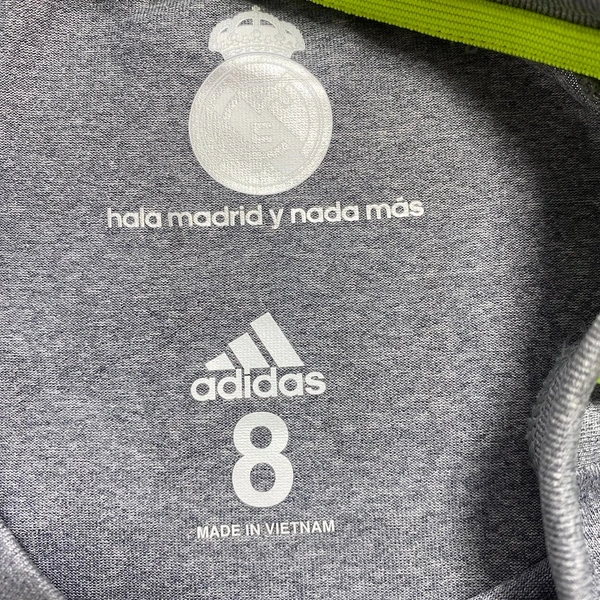 hala madrid y nada más
adidas
8
MADE IN VIETNAM